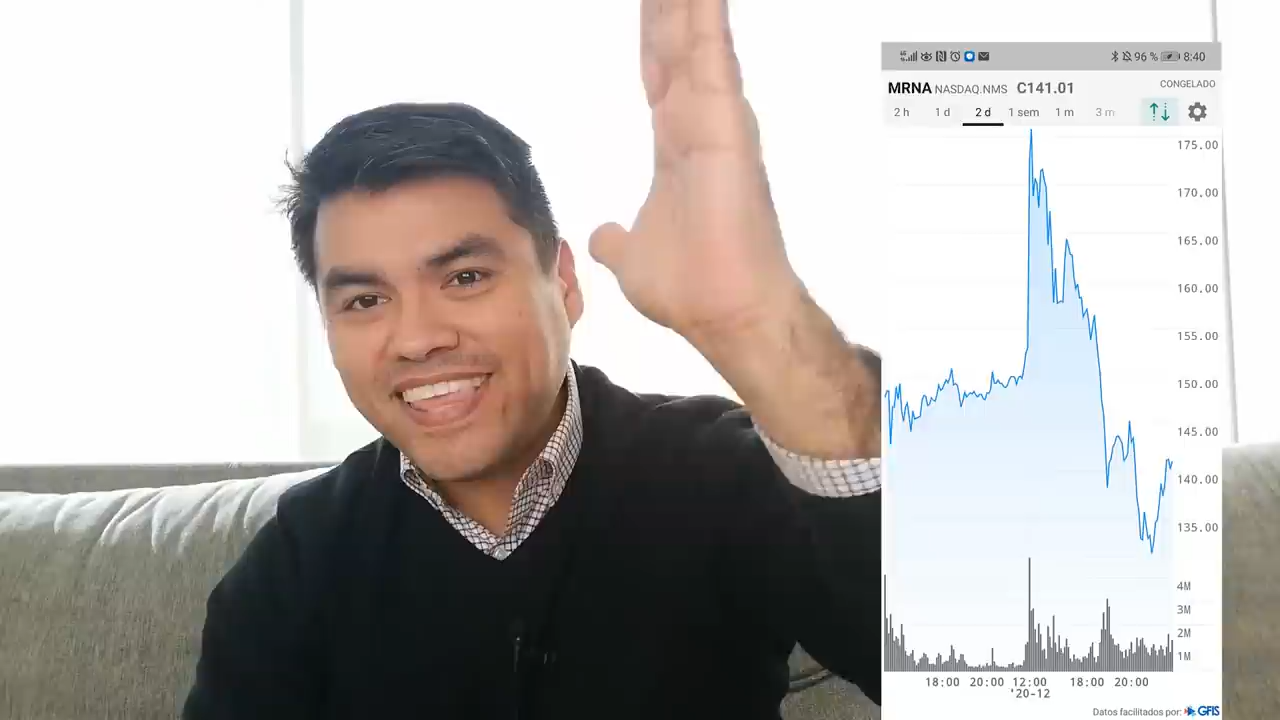 96 % 8:40
MRNA NASDAQ.NMS C141.01 CONGELADO
2 h 1 d 2 d 1 sem 1 m 3 m
175.00
170.00
165.00
160.00
155.00
150.00
145.00
140.00
135.00
4M
3M
2M
1M
18:00 20:00 12:00 18:00 20:00
'20-12
Datos facilitados por: GFIS